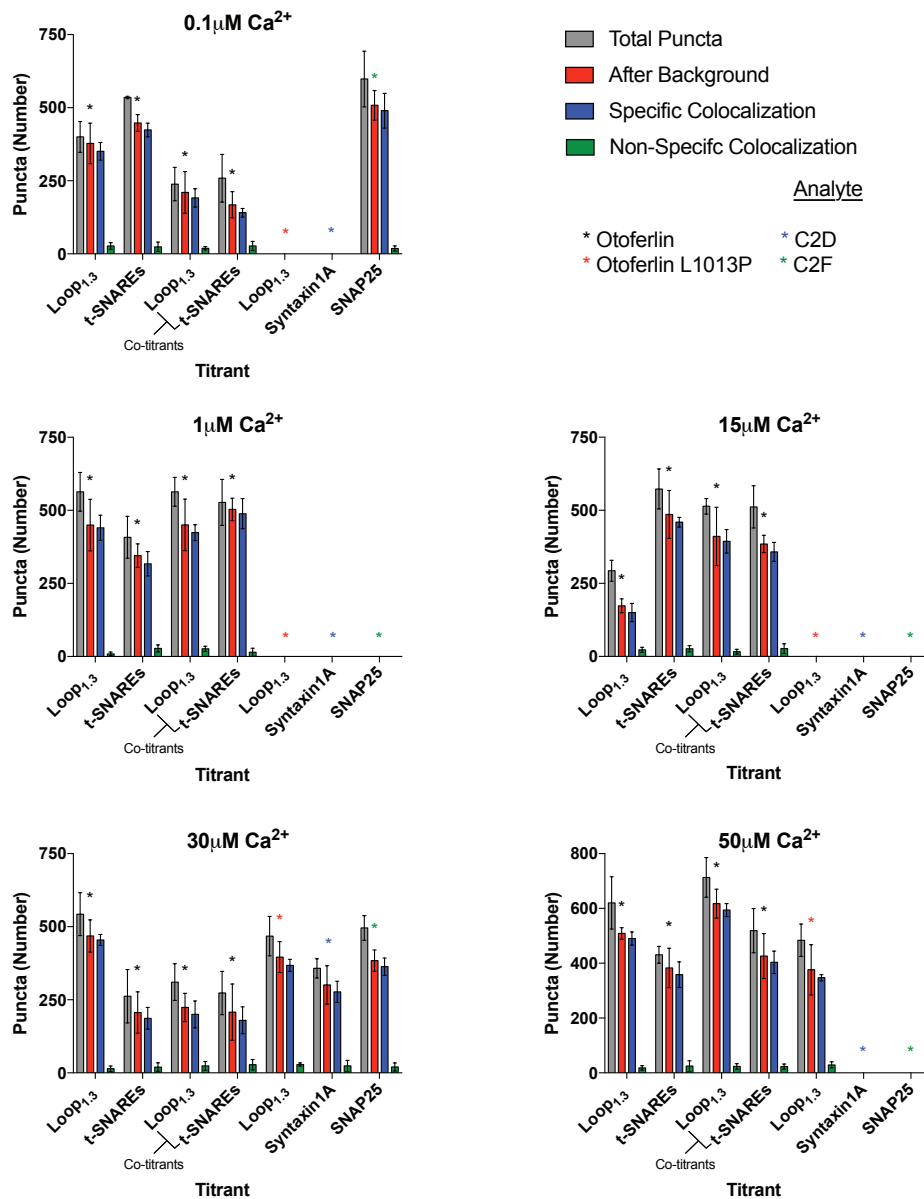 0.1μM Ca²⁺
Puncta (Number)
750
500
250
0
*
*
*
*
*
*
*
Loop₁.₃
t-SNAREs
Loop₁.₃
t-SNAREs
Loop₁.₃
Syntaxin1A
SNAP25
Co-titrants
Titrant
Total Puncta
After Background
Specific Colocalization
Non-Specifc Colocalization
Analyte
* Otoferlin
* C2D
* Otoferlin L1013P
* C2F
1μM Ca²⁺
Puncta (Number)
750
500
250
0
*
*
*
*
*
*
*
Loop₁.₃
t-SNAREs
Loop₁.₃
t-SNAREs
Loop₁.₃
Syntaxin1A
SNAP25
Co-titrants
Titrant
15μM Ca²⁺
Puncta (Number)
750
500
250
0
*
*
*
*
*
*
*
Loop₁.₃
t-SNAREs
Loop₁.₃
t-SNAREs
Loop₁.₃
Syntaxin1A
SNAP25
Co-titrants
Titrant
30μM Ca²⁺
Puncta (Number)
750
500
250
0
*
*
*
*
*
*
*
Loop₁.₃
t-SNAREs
Loop₁.₃
t-SNAREs
Loop₁.₃
Syntaxin1A
SNAP25
Co-titrants
Titrant
50μM Ca²⁺
Puncta (Number)
800
600
400
200
0
*
*
*
*
*
*
*
Loop₁.₃
t-SNAREs
Loop₁.₃
t-SNAREs
Loop₁.₃
Syntaxin1A
SNAP25
Co-titrants
Titrant